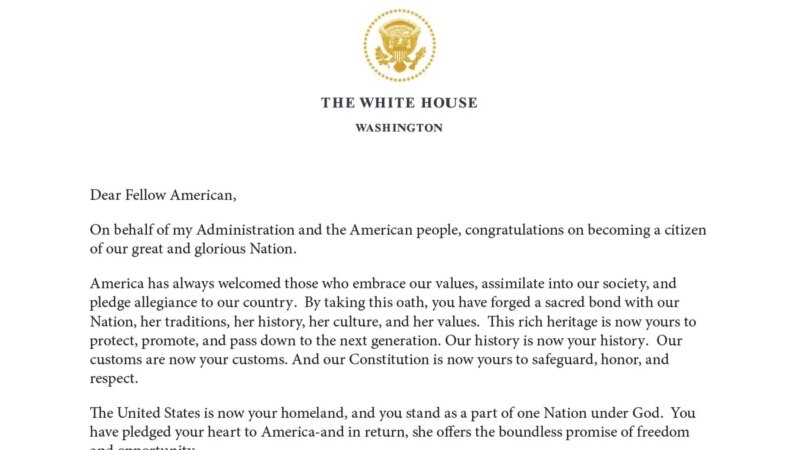 THE WHITE HOUSE
WASHINGTON
Dear Fellow American,
On behalf of my Administration and the American people, congratulations on becoming a citizen
of our great and glorious Nation.
America has always welcomed those who embrace our values, assimilate into our society, and
pledge allegiance to our country.  By taking this oath, you have forged a sacred bond with our
Nation, her traditions, her history, her culture, and her values.  This rich heritage is now yours to
protect, promote, and pass down to the next generation. Our history is now your history.  Our
customs are now your customs. And our Constitution is now yours to safeguard, honor, and
respect.
The United States is now your homeland, and you stand as a part of one Nation under God.  You
have pledged your heart to America-and in return, she offers the boundless promise of freedom
and opportunity.